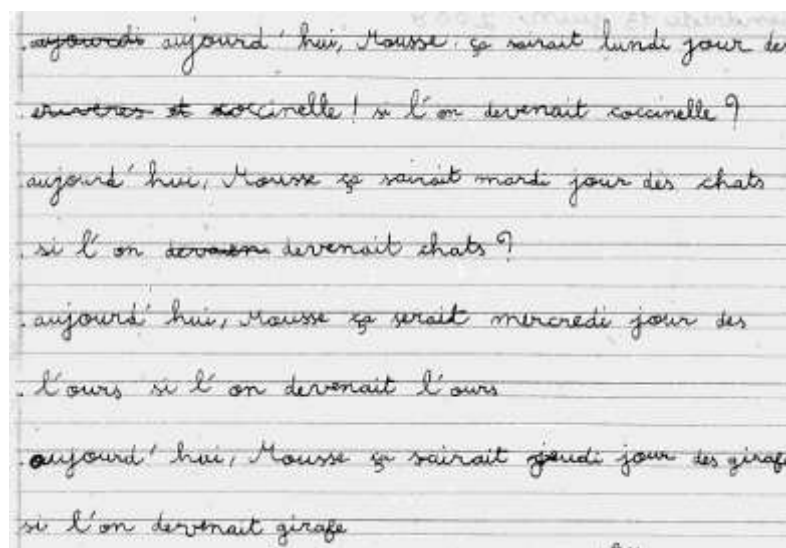 aujourd'hui, Mousse, ça sairait lundi jour des
et coccinelle! si l'on devenait coccinelle?
aujourd'hui, Mousse ça sairait mardi jour des chats
si l'on devenait chats?
aujourd'hui, Mousse ça serait mercredi jour des
l'ours si l'on devenait l'ours
aujourd'hui, Mousse ça sairait jeudi jour des girafe
si l'on dervenait girafe